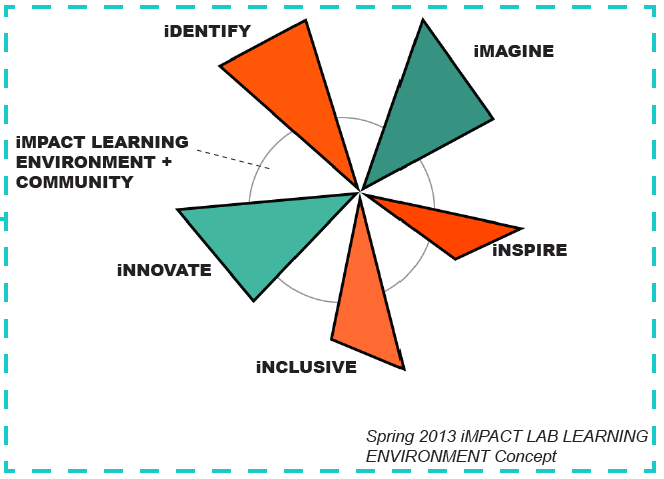 iDENTIFY
iMAGINE
iMPACT LEARNING
ENVIRONMENT +
COMMUNITY
iNSPIRE
iNNOVATE
iNCLUSIVE
Spring 2013 iMPACT LAB LEARNING
ENVIRONMENT Concept